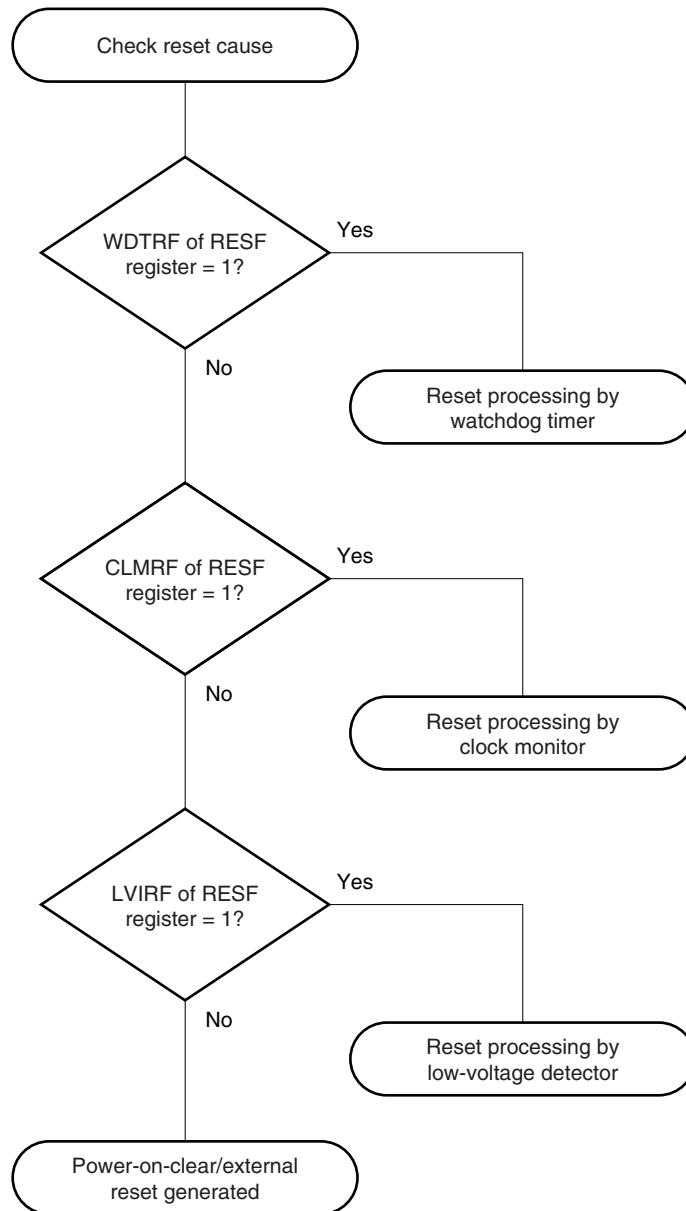 Check reset cause
WDTRF of RESF
register = 1?
Yes
No
Reset processing by
watchdog timer
CLMRF of RESF
register = 1?
Yes
No
Reset processing by
clock monitor
LVIRF of RESF
register = 1?
Yes
No
Reset processing by
low-voltage detector
Power-on-clear/external
reset generated